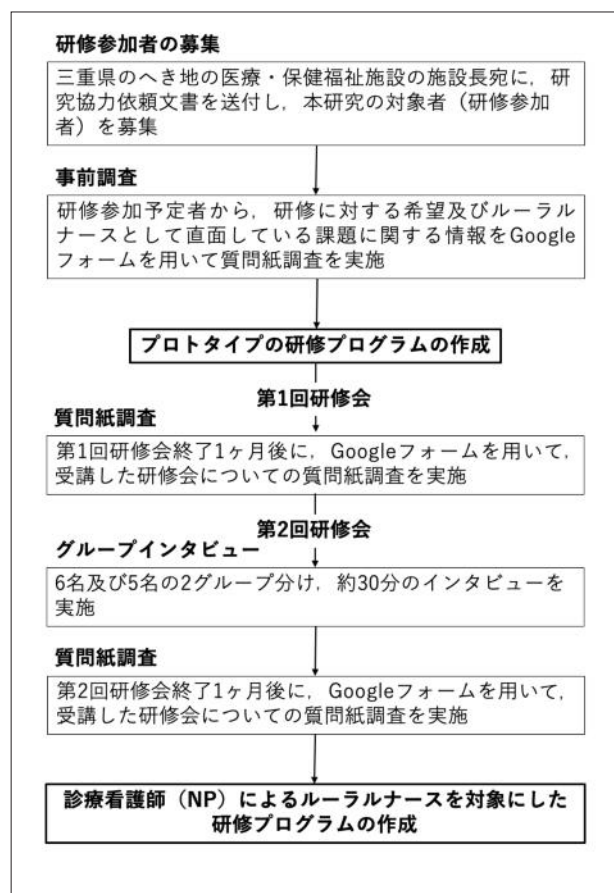 研修参加者の募集
三重県のへき地の医療・保健福祉施設の施設長宛に，研
究協力依頼文書を送付し，本研究の対象者（研修参加
者）を募集
事前調査
研修参加予定者から，研修に対する希望及びルーラル
ナースとして直面している課題に関する情報をGoogle
フォームを用いて質問紙調査を実施
プロトタイプの研修プログラムの作成
第1回研修会
質問紙調査
第1回研修会終了1ヶ月後に，Googleフォームを用いて，
受講した研修会についての質問紙調査を実施
第2回研修会
グループインタビュー
6名及び5名の2グループ分け，約30分のインタビューを
実施
質問紙調査
第2回研修会終了1ヶ月後に，Googleフォームを用いて，
受講した研修会についての質問紙調査を実施
診療看護師（NP）によるルーラルナースを対象にした
研修プログラムの作成